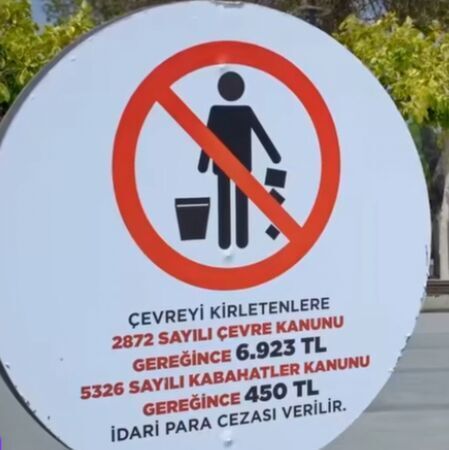 ÇEVREYİ KİRLETENLERE
2872 SAYILI ÇEVRE KANUNU
GEREĞİNCE 6.923 TL
5326 SAYILI KABAHATLER KANUNU
GEREĞİNCE 450 TL
İDARİ PARA CEZASI VERİLİR.